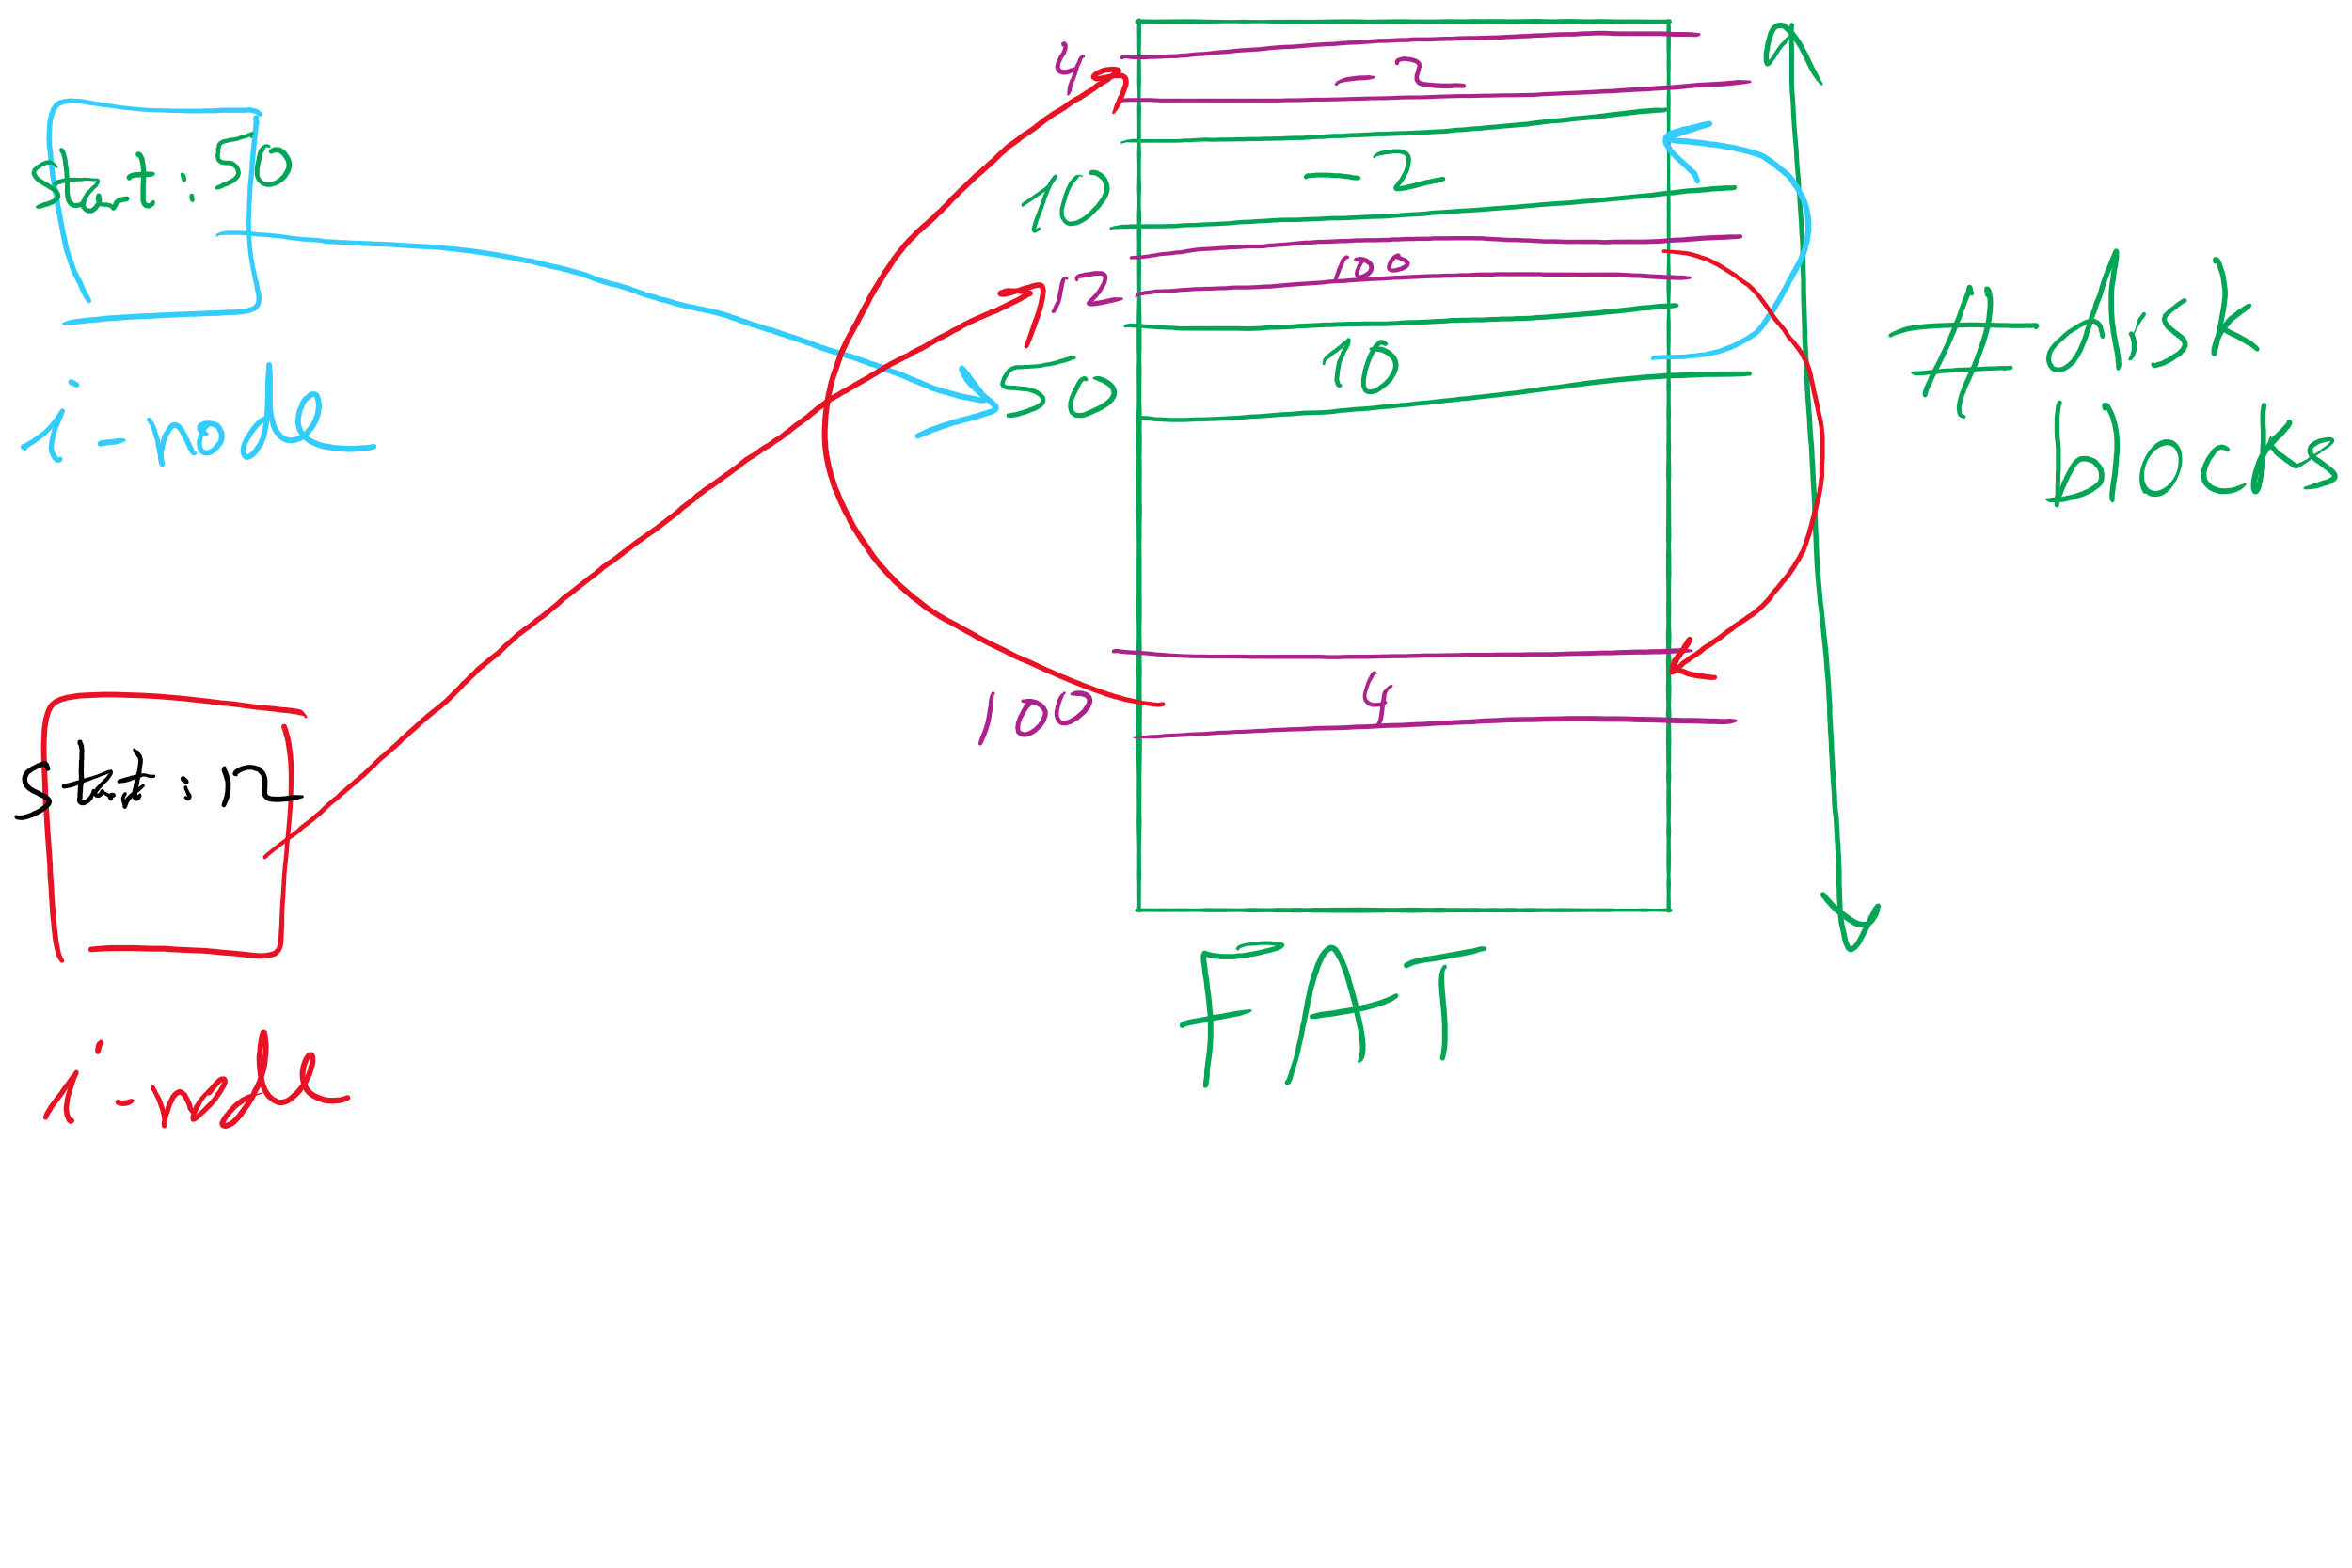 start : 50
i-node
start : 12
i-node
4 -2
10 -2
12 100
50 10
100 4
FAT
# disk
blocks